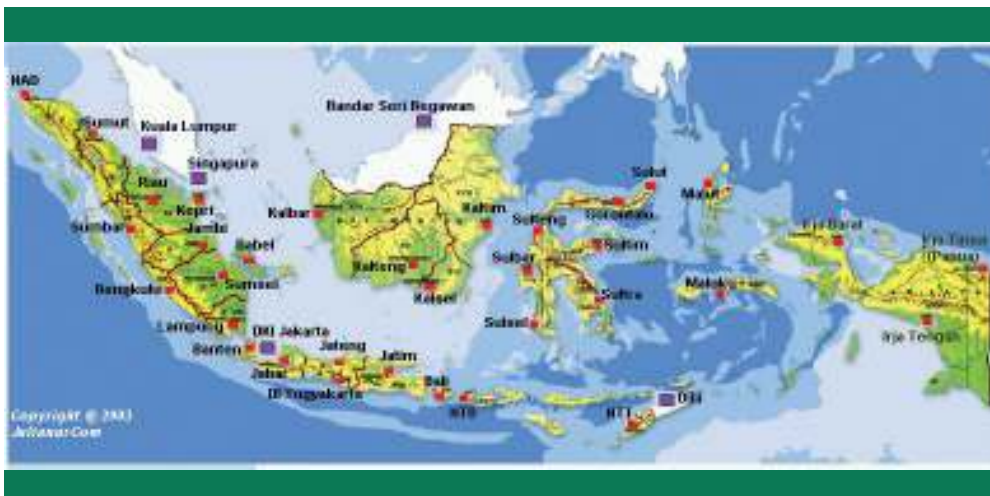 NAD
Sumut
Kuala Lumpur
Bandar Seri Begawan
Singapura
Riau
Kepri
Sumbar
Jambi
Babel
Bengkulu
Sumsel
Lampung
Kalbar
Kaltim
Kalteng
Kalsel
Sulut
Gorontalo
Malut
Sulteng
Sultim
Sulbar
Sultra
Sulsel
Maluku
Irja Barat
Irja Timur
(Papua)
Irja Tengah
Banten
DKI Jakarta
Jabar
Jateng
DI Yogyakarta
Jatim
Bali
NTB
NTT
Dili
Copyright @ 2003